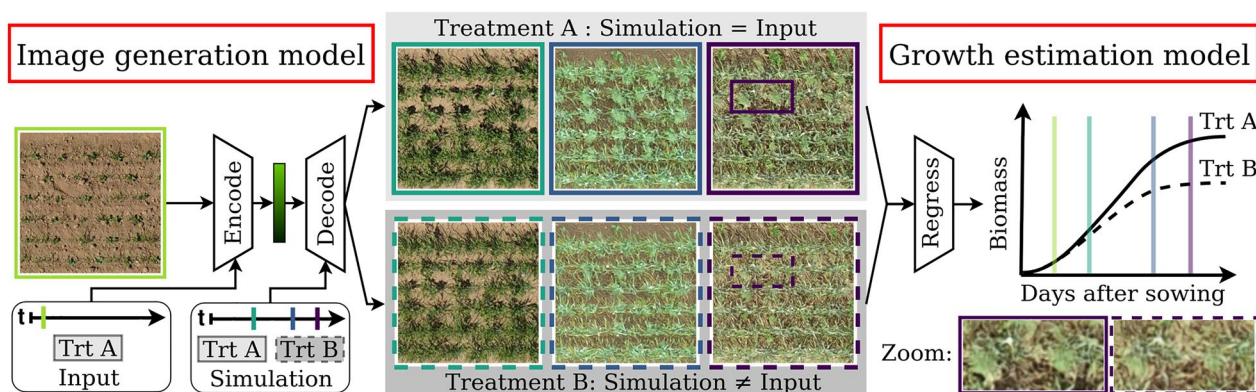 Image generation model
Treatment A : Simulation = Input
Growth estimation model
Encode
Decode
Regress
Biomass
Trt A
Trt B
Days after sowing
t
Trt A
Input
t
Trt A Trt B
Simulation
Treatment B: Simulation ≠ Input
Zoom: